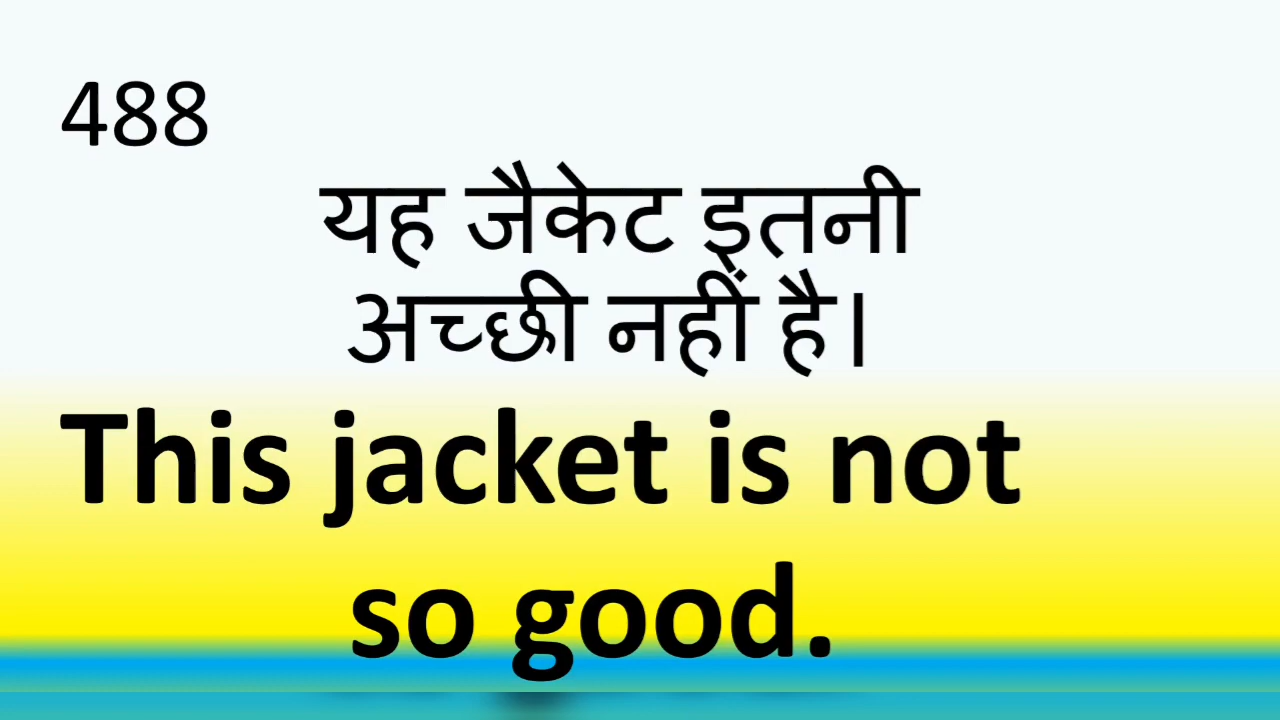 488
यह जैकेट इतनी
अच्छी नहीं है।
This jacket is not
so good.